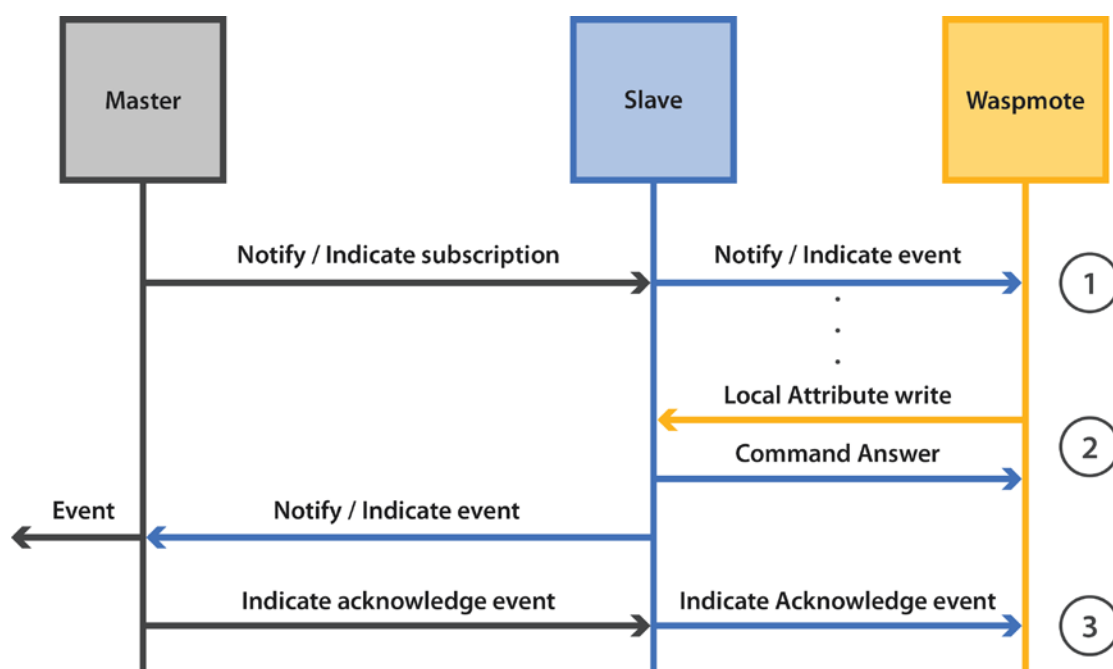 Master
Slave
Waspmote
Notify / Indicate subscription
Notify / Indicate event
1
Local Attribute write
2
Command Answer
Event
Notify / Indicate event
Indicate acknowledge event
Indicate Acknowledge event
3